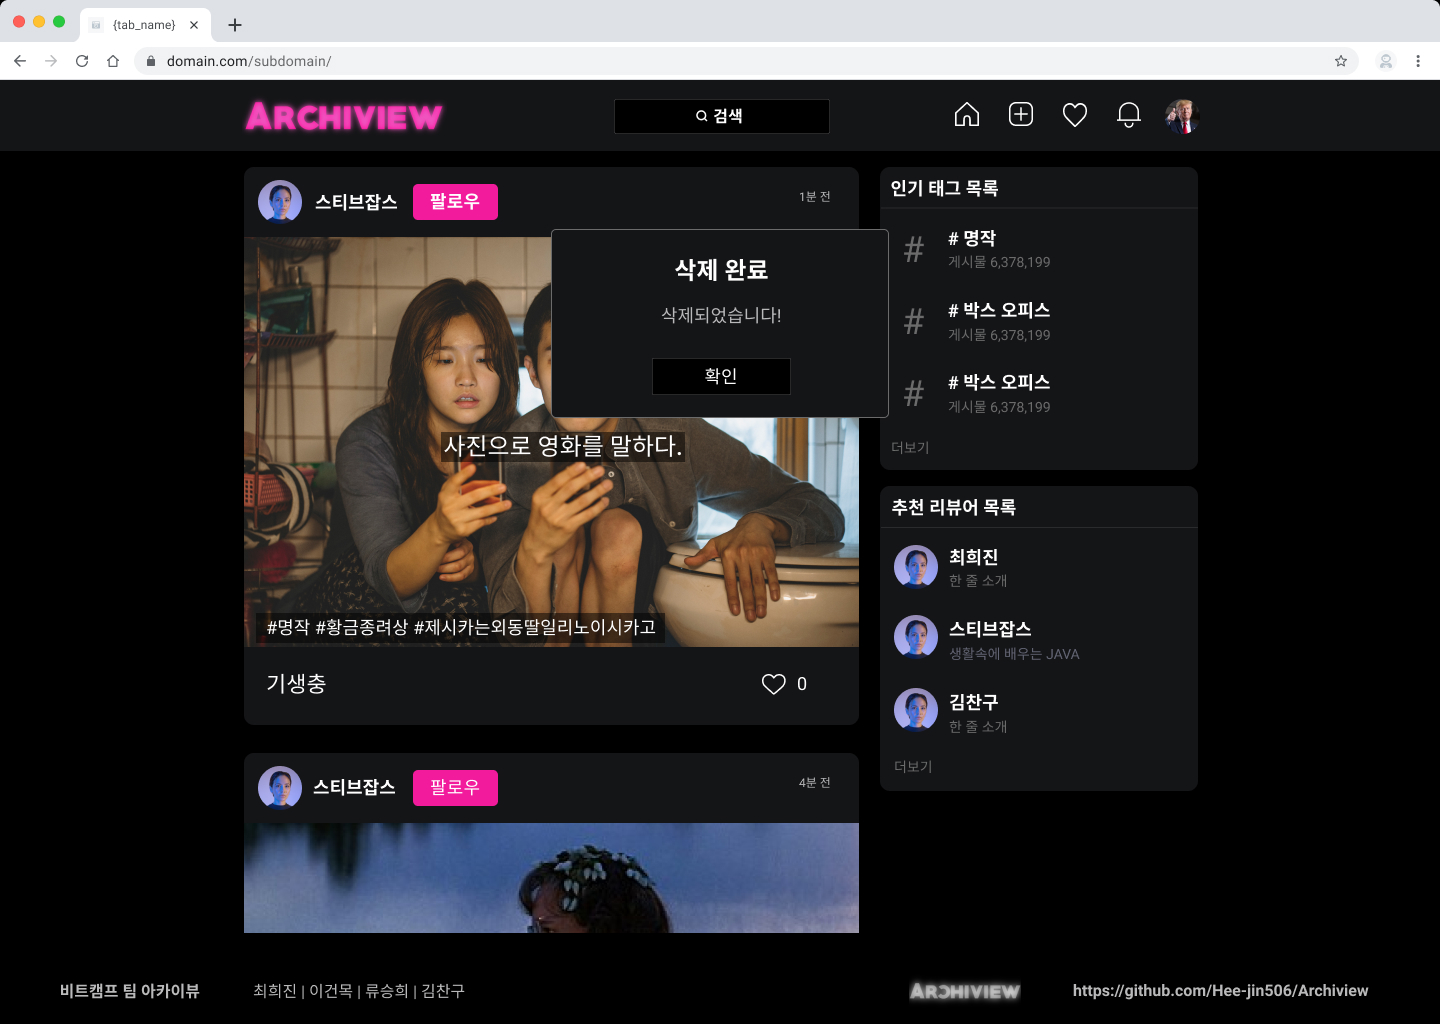 {tab_name}
domain.com/subdomain/
ARCHIVIEW
검색
스티브잡스
팔로우
1분 전
삭제 완료
삭제되었습니다!
확인
사진으로 영화를 말하다.
#명작 #황금종려상 #제시카는외동딸일리노이시카고
기생충
0
스티브잡스
팔로우
4분 전
인기 태그 목록
#
# 명작
게시물 6,378,199
#
# 박스 오피스
게시물 6,378,199
#
# 박스 오피스
게시물 6,378,199
더보기
추천 리뷰어 목록
최희진
한 줄 소개
스티브잡스
생활속에 배우는 JAVA
김찬구
한 줄 소개
더보기
비트캠프 팀 아카이뷰
최희진 | 이건목 | 류승희 | 김찬구
ARCHIVIEW
https://github.com/Hee-jin506/Archiview